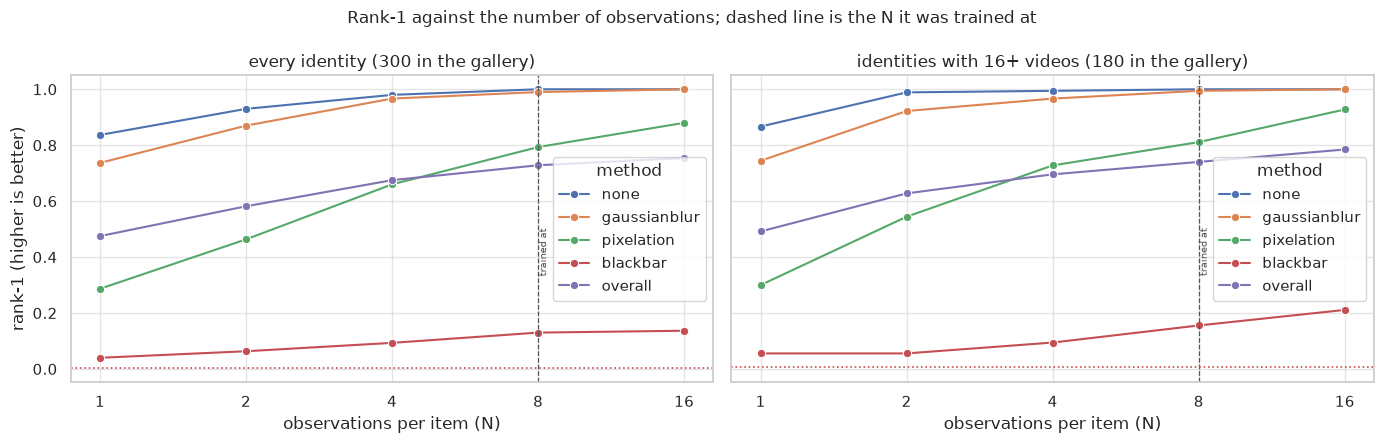 Rank-1 against the number of observations; dashed line is the N it was trained at
every identity (300 in the gallery)
rank-1 (higher is better)
1.0
0.8
0.6
0.4
0.2
0.0
trained at
method
none
gaussianblur
pixelation
blackbar
overall
1
2
4
8
16
observations per item (N)
identities with 16+ videos (180 in the gallery)
trained at
method
none
gaussianblur
pixelation
blackbar
overall
1
2
4
8
16
observations per item (N)